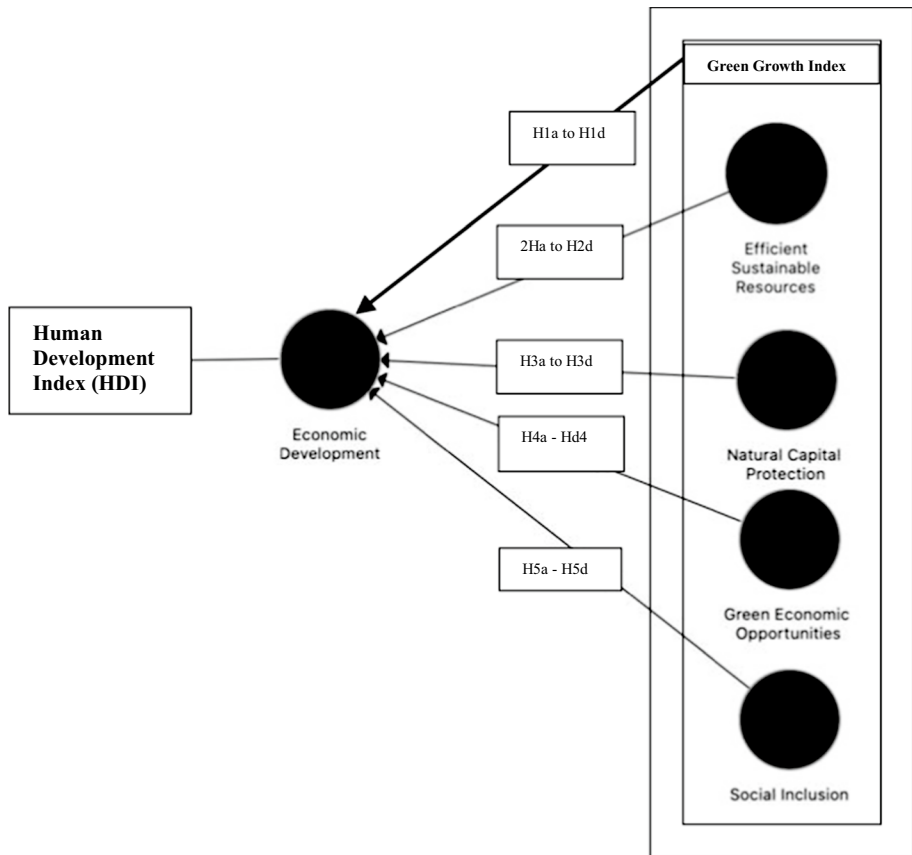 Green Growth Index
H1a to H1d
2Ha to H2d
Efficient
Sustainable
Resources
Human
Development
Index (HDI)
H3a to H3d
Economic
Development
H4a - Hd4
Natural Capital
Protection
H5a - H5d
Green Economic
Opportunities
Social Inclusion